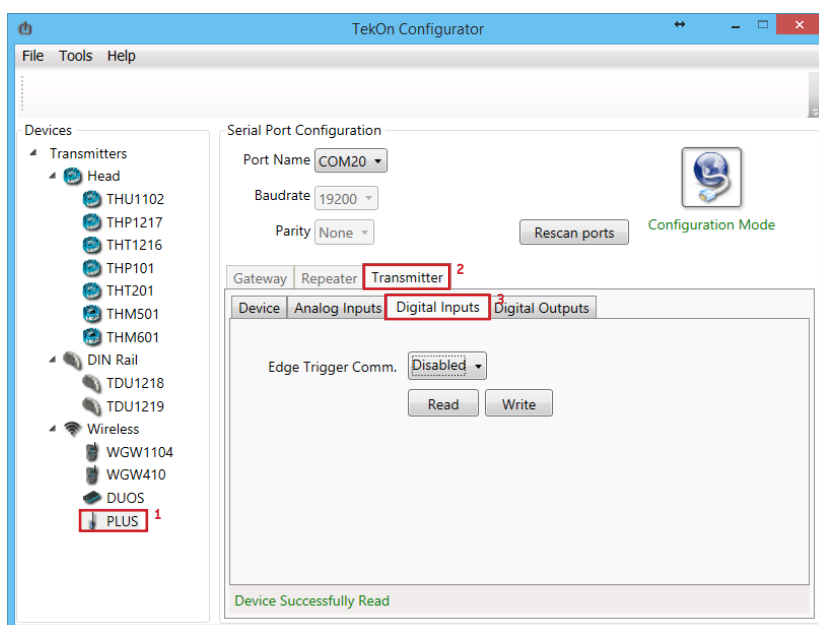 TekOn Configurator
File Tools Help
Devices
Transmitters
Head
THU1102
THP1217
THT1216
THP101
THT201
THM501
THM601
DIN Rail
TDU1218
TDU1219
Wireless
WGW1104
WGW410
DUOS
PLUS 1
Serial Port Configuration
Port Name COM20
Baudrate 19200
Parity None
Rescan ports
Configuration Mode
Gateway Repeater Transmitter 2
Device Analog Inputs Digital Inputs 3 Digital Outputs
Edge Trigger Comm. Disabled
Read Write
Device Successfully Read